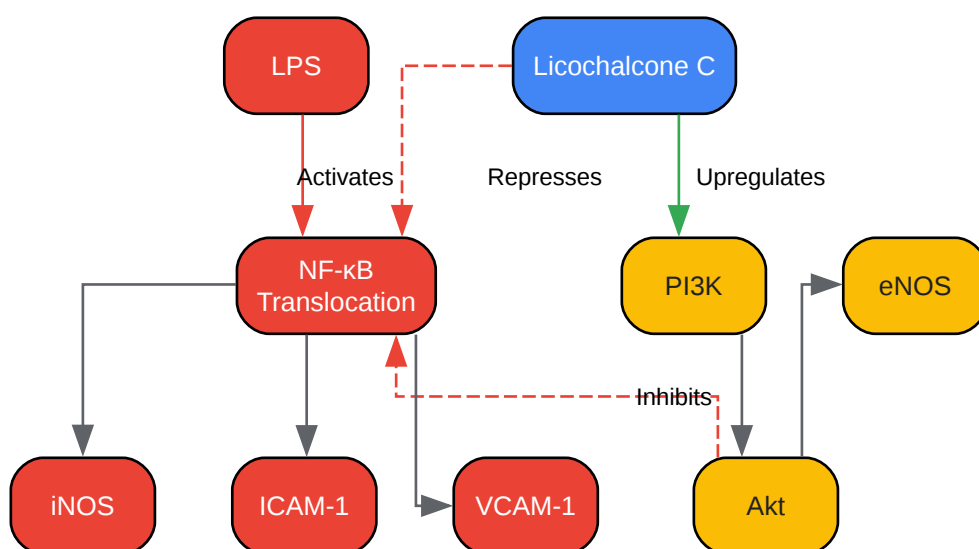 LPS
Licochalcone C
Activates
Represses
Upregulates
NF-κB
Translocation
PI3K
eNOS
Inhibits
iNOS
ICAM-1
VCAM-1
Akt